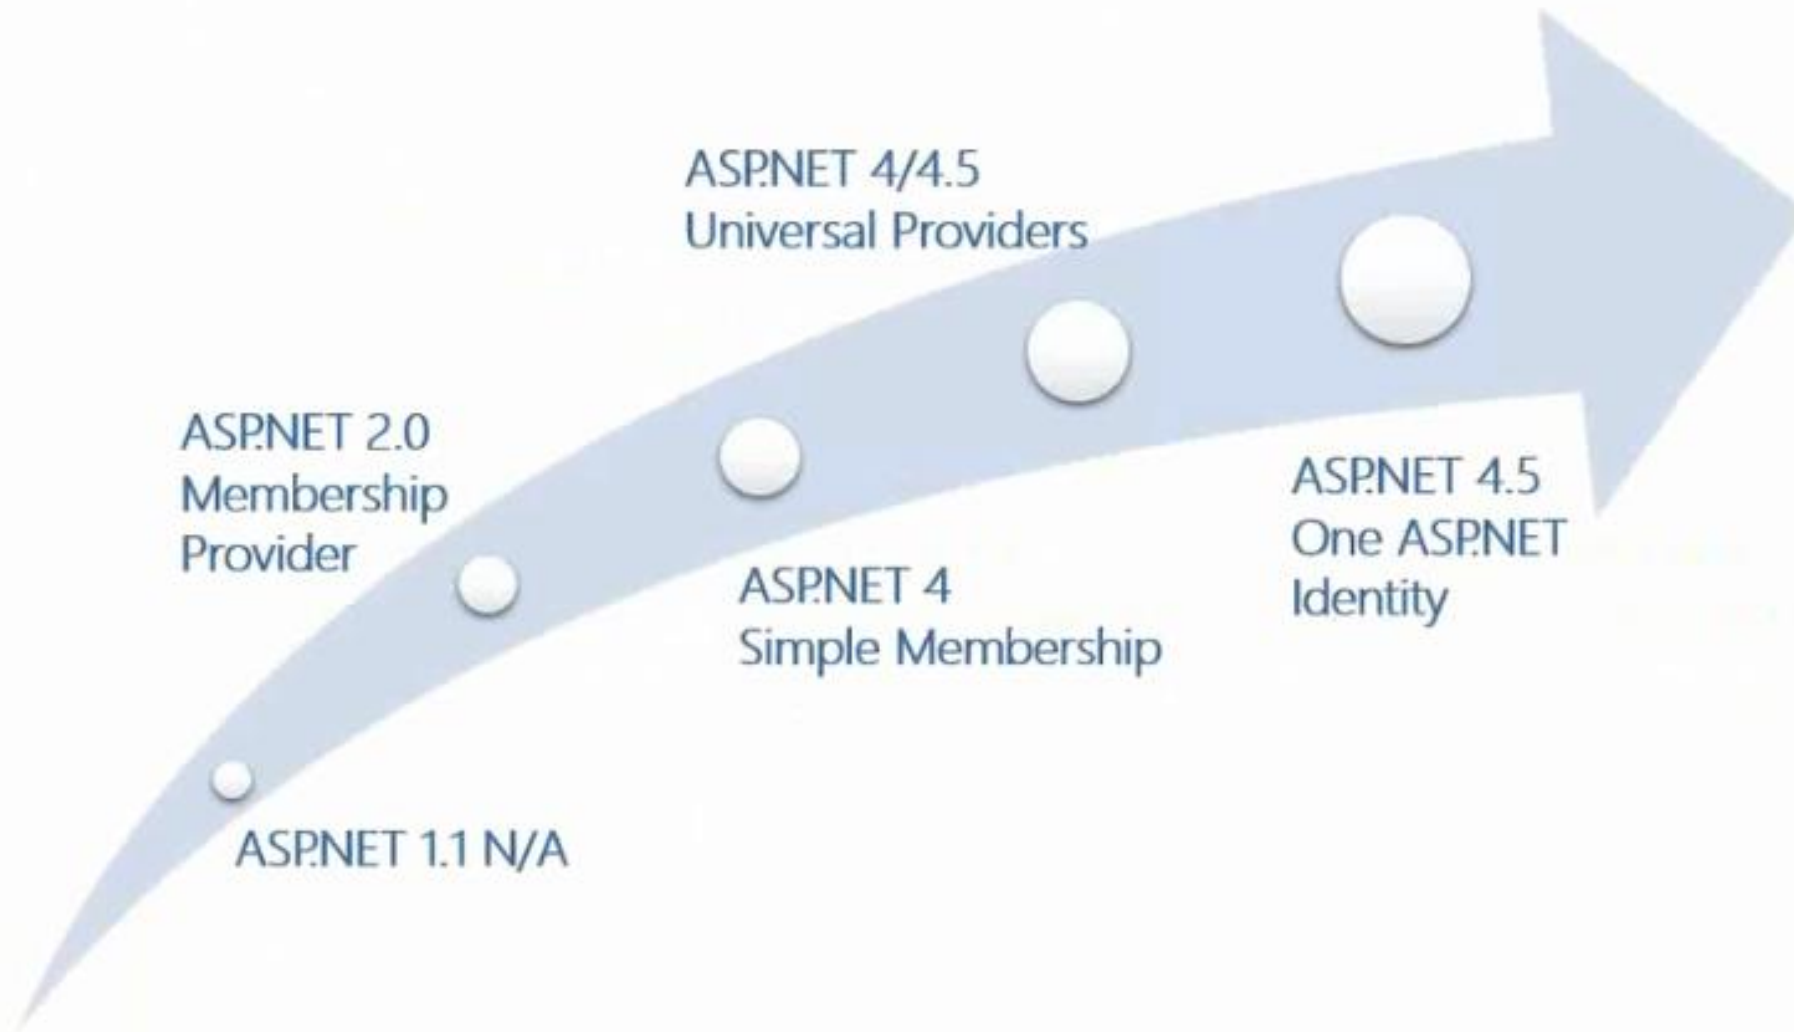 ASP.NET 4/4.5
Universal Providers
ASP.NET 2.0
Membership
Provider
ASP.NET 4.5
One ASP.NET
Identity
ASP.NET 4
Simple Membership
ASP.NET 1.1 N/A